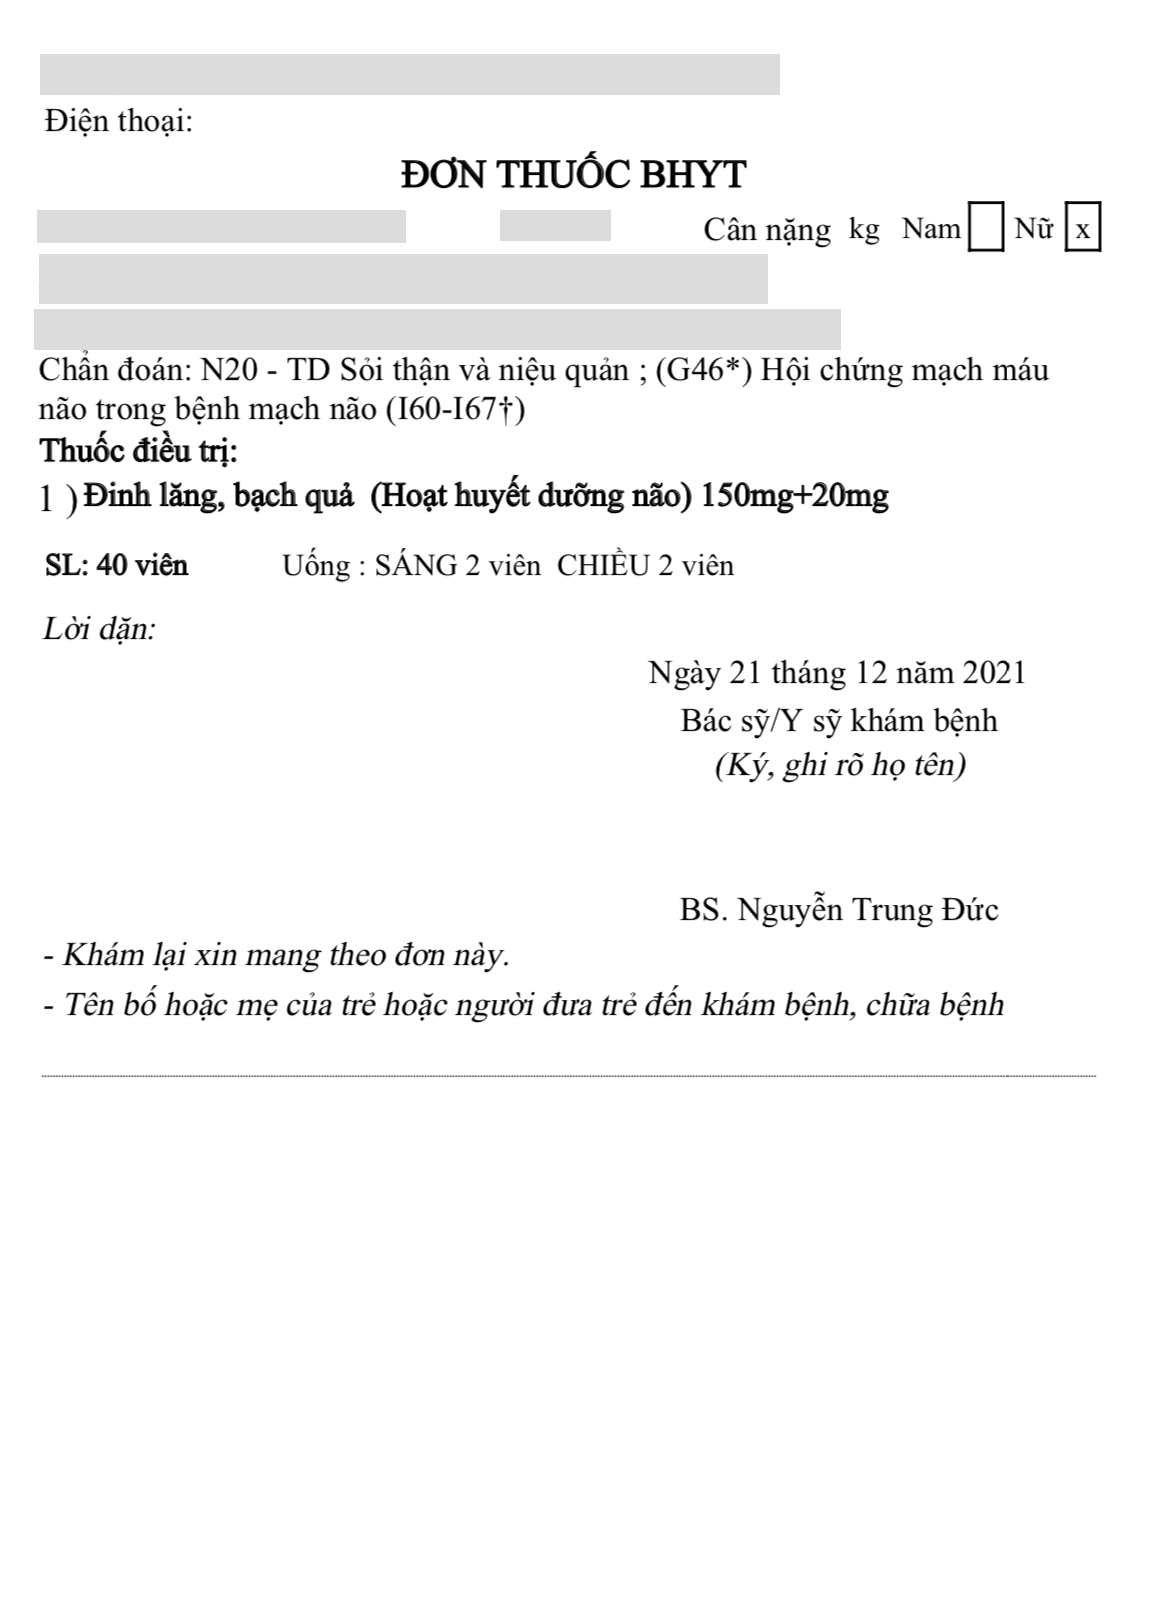 Điện thoại:
ĐƠN THUỐC BHYT
Cân nặng kg Nam Nữ x
Chẩn đoán: N20 - TD Sỏi thận và niệu quản ; (G46*) Hội chứng mạch máu
não trong bệnh mạch não (I60-I67†)
Thuốc điều trị:
1 ) Đinh lăng, bạch quả (Hoạt huyết dưỡng não) 150mg+20mg
SL: 40 viên Uống : SÁNG 2 viên CHIỀU 2 viên
Lời dặn:
Ngày 21 tháng 12 năm 2021
Bác sỹ/Y sỹ khám bệnh
(Ký, ghi rõ họ tên)
BS. Nguyễn Trung Đức
- Khám lại xin mang theo đơn này.
- Tên bố hoặc mẹ của trẻ hoặc người đưa trẻ đến khám bệnh, chữa bệnh